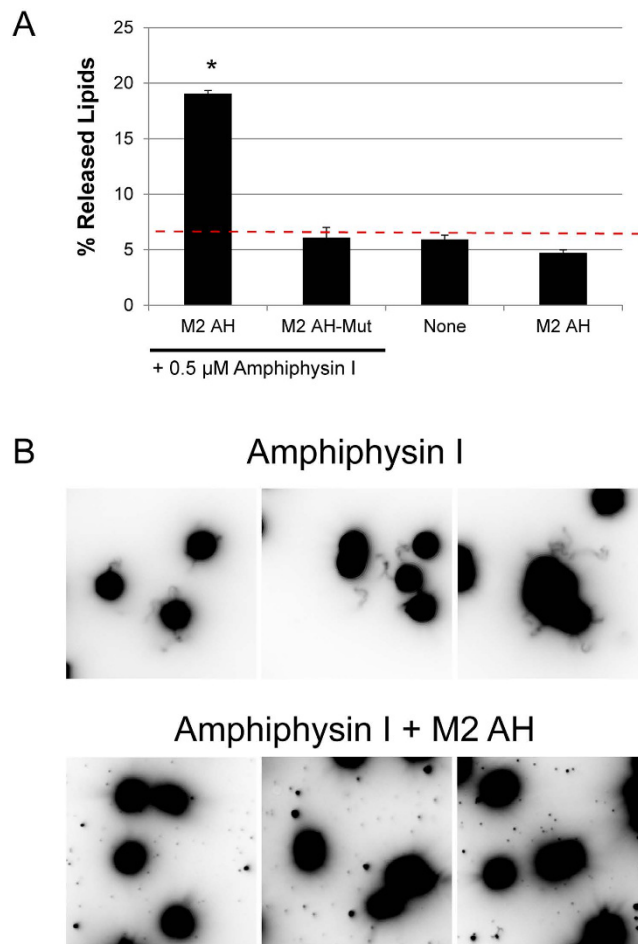 A
% Released Lipids
25
20
15
10
5
0
*
M2 AH M2 AH-Mut None M2 AH
+ 0.5 µM Amphiphysin I
B
Amphiphysin I
Amphiphysin I + M2 AH